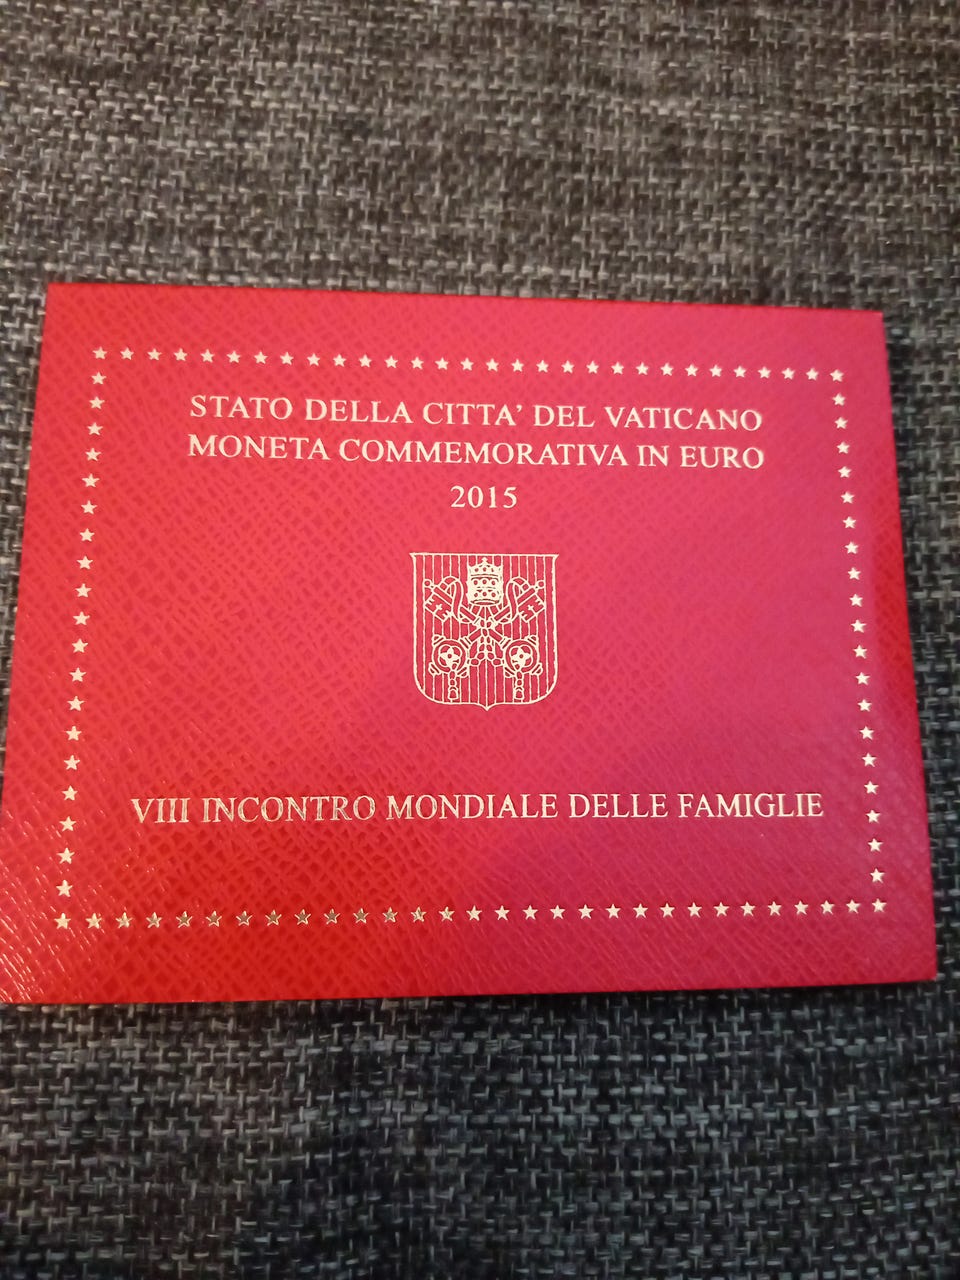 STATO DELLA CITTA' DEL VATICANO
MONETA COMMEMORATIVA IN EURO
2015
VIII INCONTRO MONDIALE DELLE FAMIGLIE